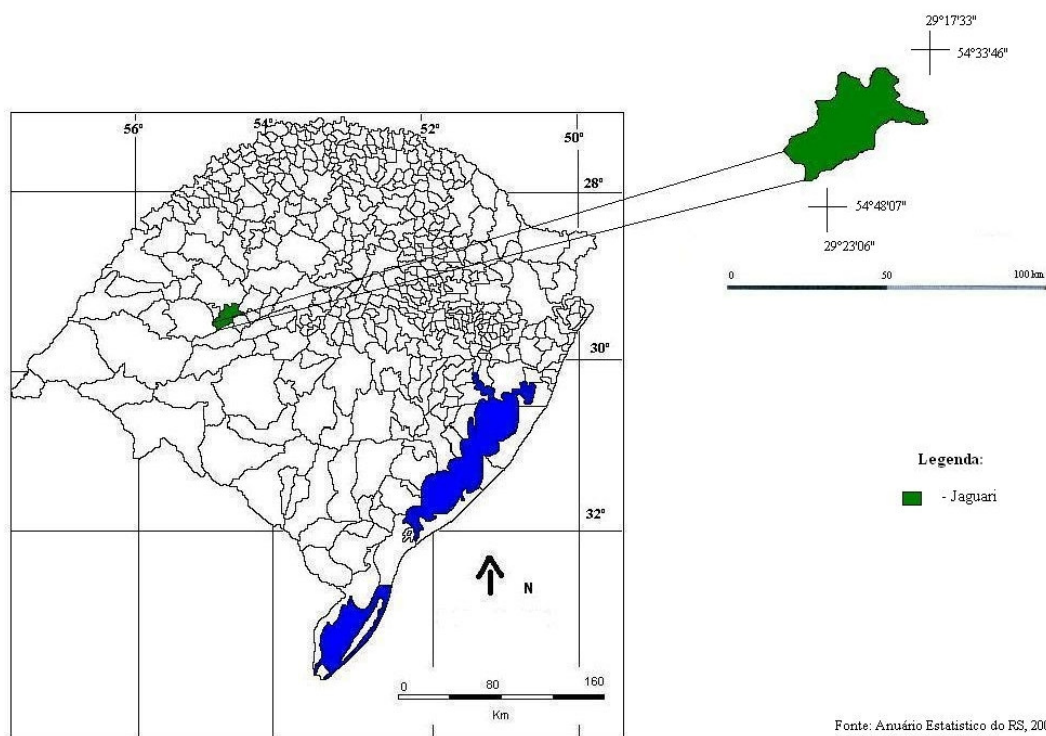 29°17'33"
54°33'46"
56°
54°
52°
50°
28°
54°48'07"
29°23'06"
0 50 100 km
30°
Legenda:
- Jaguari
32°
N
0 80 160
Km
Fonte: Anuário Estatistico do RS, 200